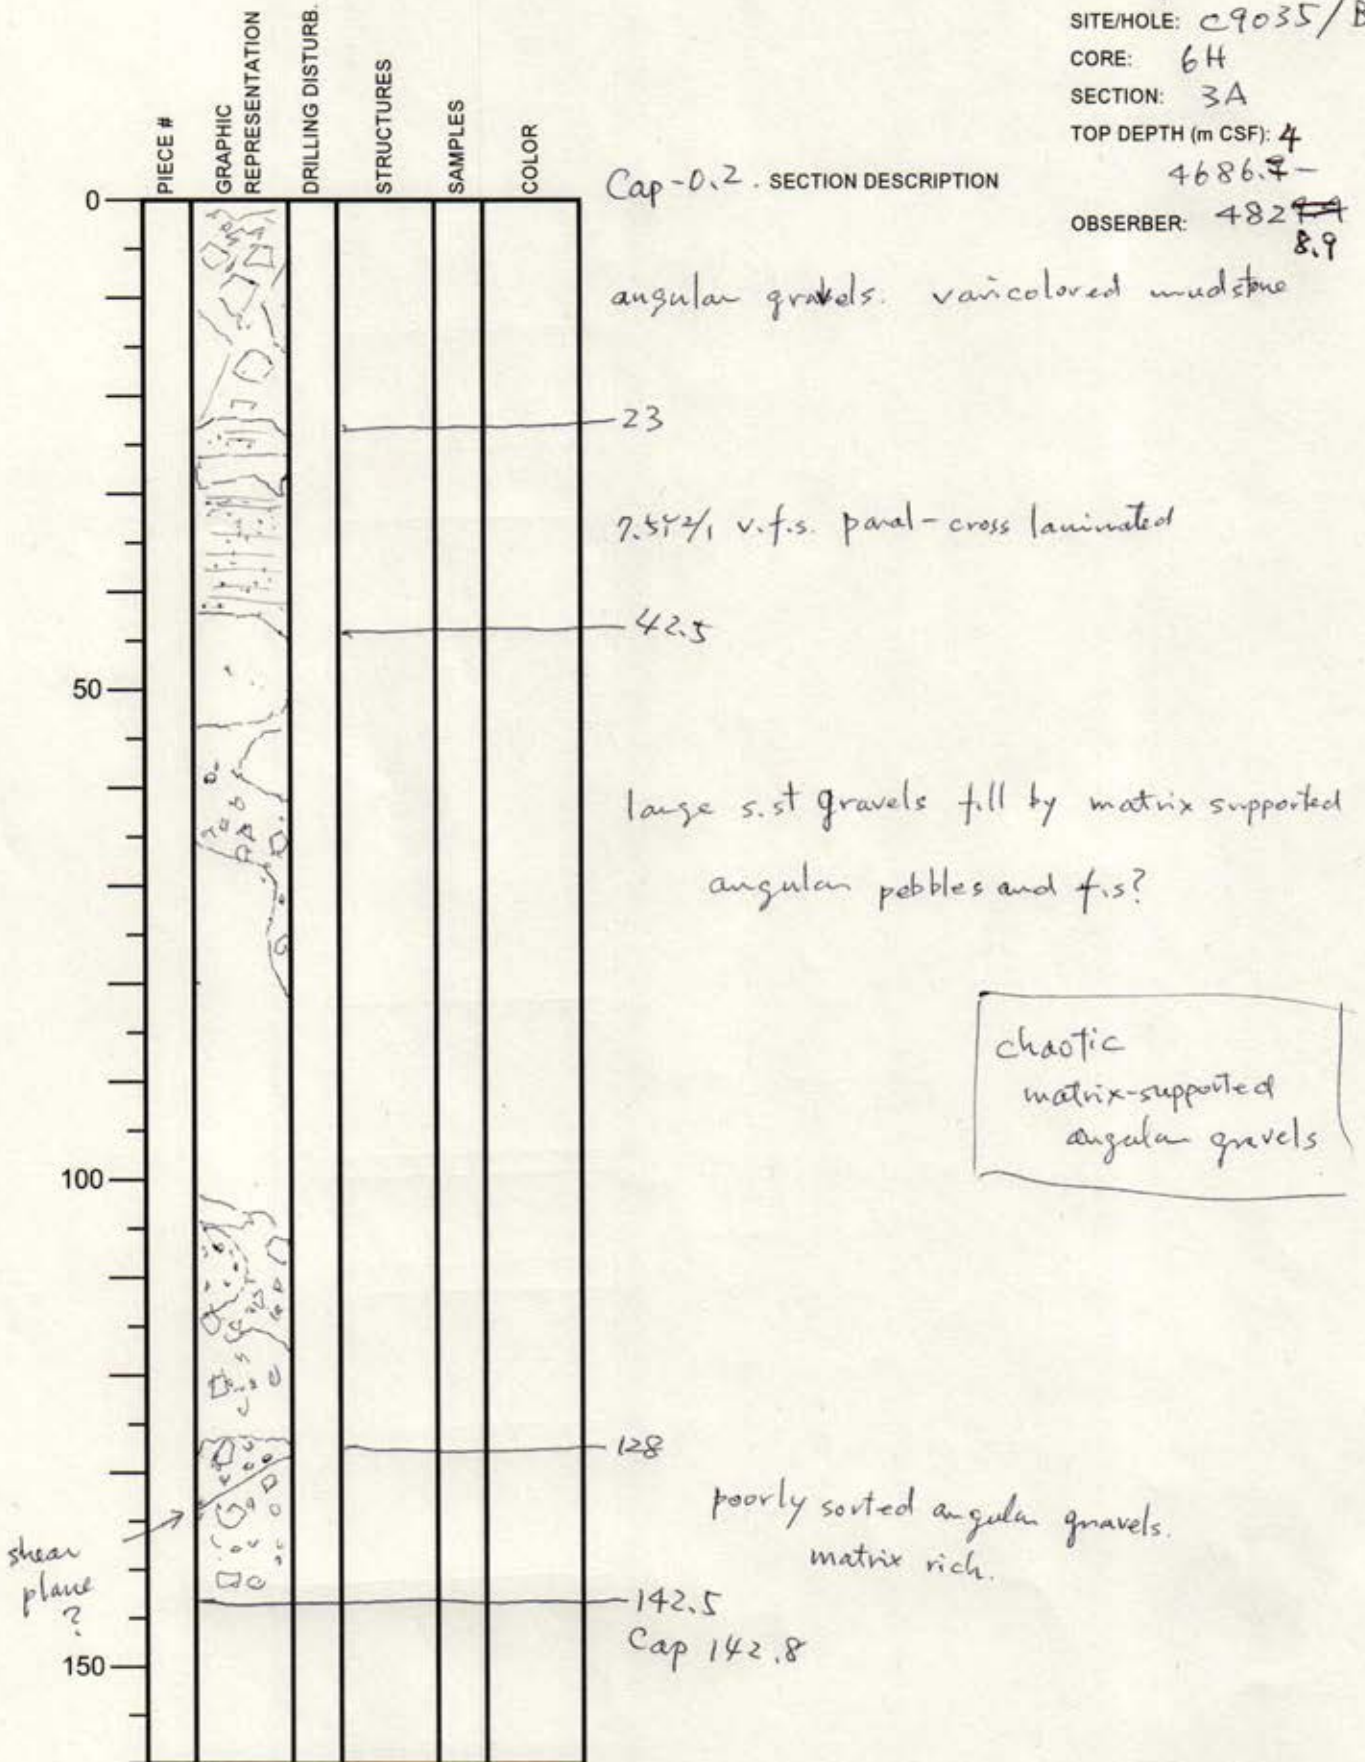 SITE/HOLE: C9035/B
CORE: 6H
SECTION: 3A
TOP DEPTH (m CSF): 4
4686.7-
OBSERBER: 482
8.9
PIECE #
GRAPHIC
REPRESENTATION
DRILLING DISTURB.
STRUCTURES
SAMPLES
COLOR
Cap-0.2. SECTION DESCRIPTION
0
angular gravels. varicolored mudstone
23
7.5Y2/1 v.f.s. paral-cross laminated
42.5
50
large s.st gravels fill by matrix supported
angular pebbles and f.s?
chaotic
matrix-supported
angular gravels
100
128
poorly sorted angular gravels.
matrix rich.
shear
plane
?
142.5
Cap 142.8
150